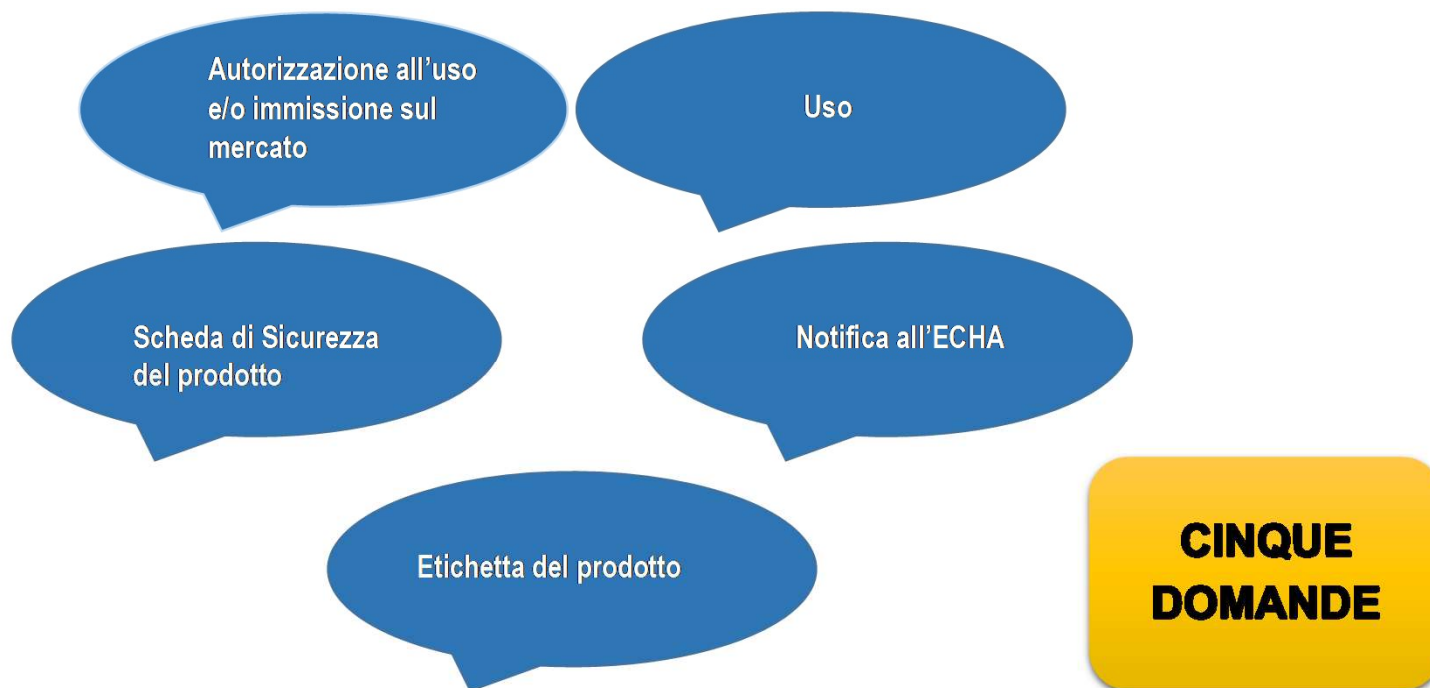 Autorizzazione all’uso
e/o immissione sul
mercato
Uso
Scheda di Sicurezza
del prodotto
Notifica all’ECHA
Etichetta del prodotto
CINQUE
DOMANDE